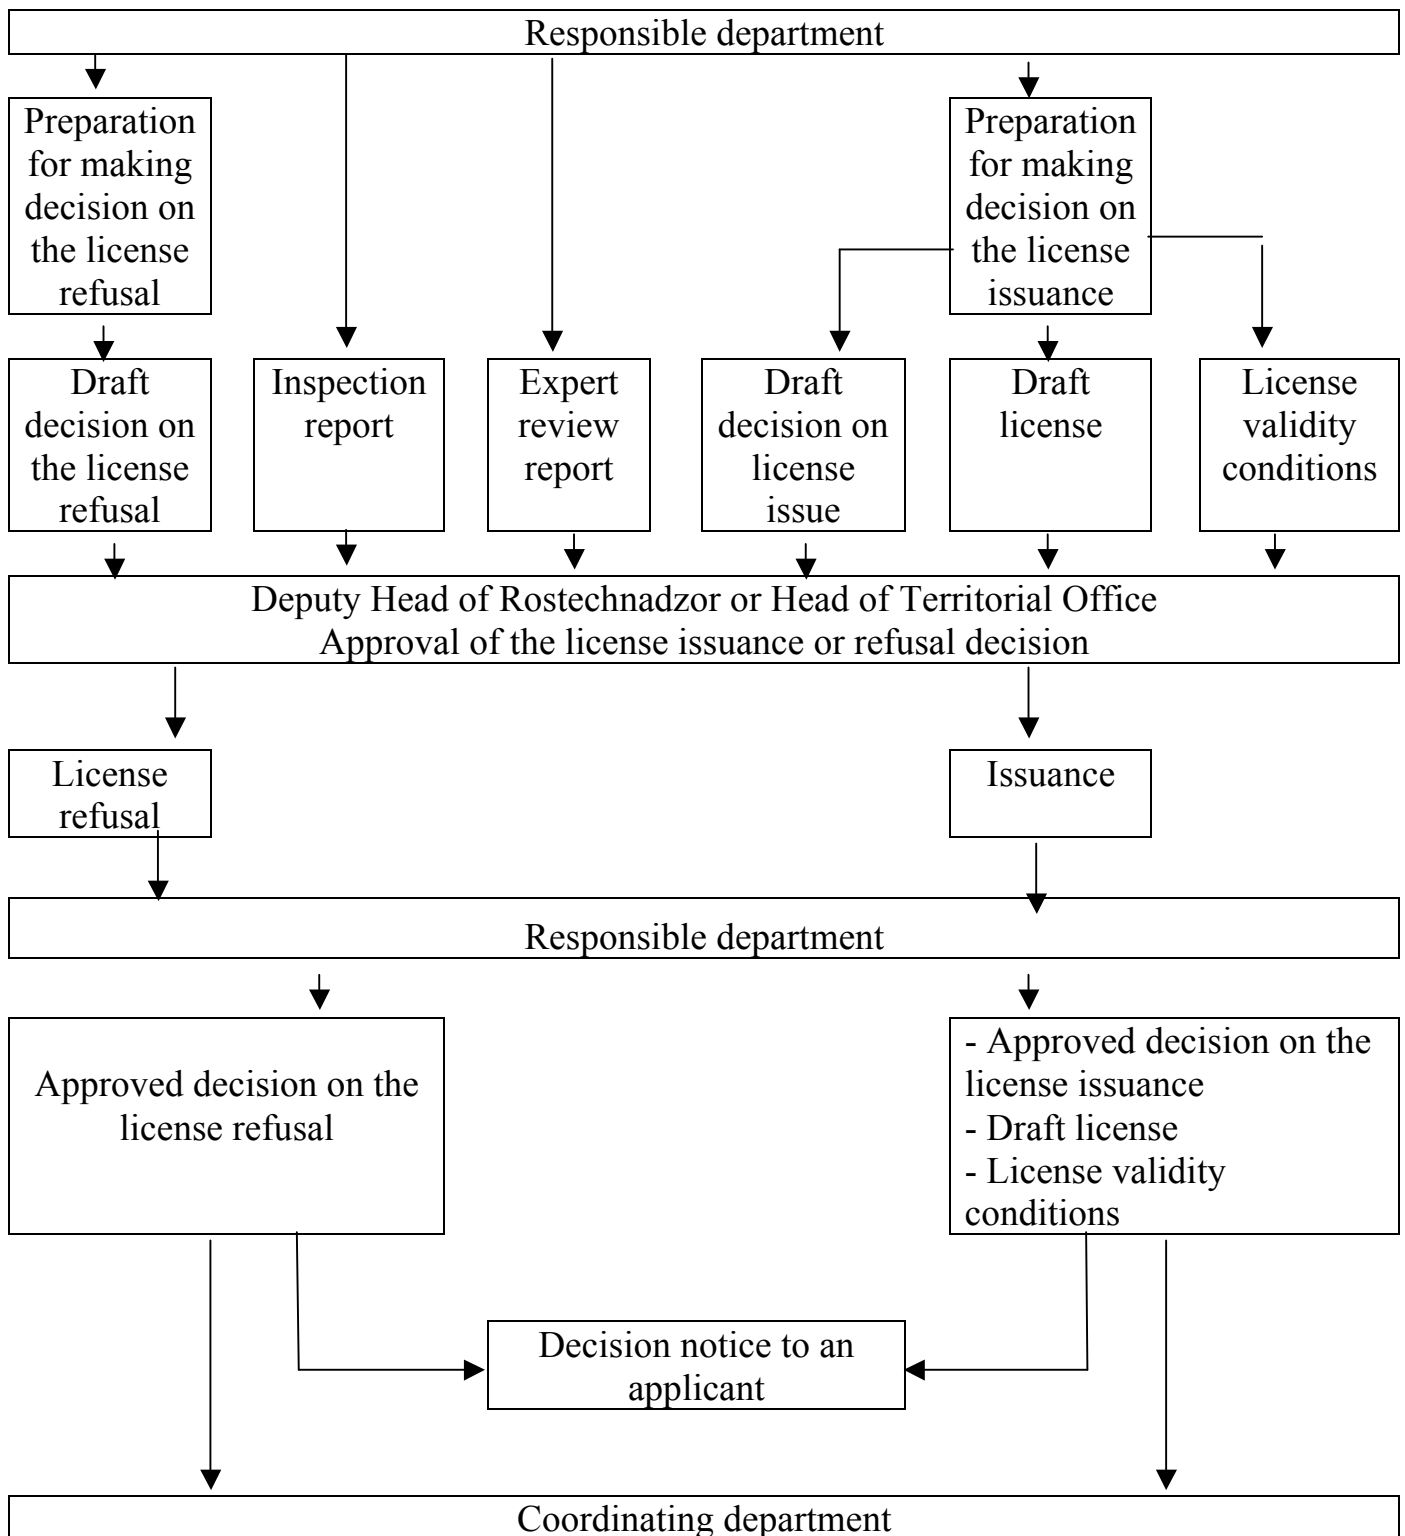 Responsible department
Preparation
for making
decision on
the license
refusal
Preparation
for making
decision on
the license
issuance
Draft
decision on
the license
refusal
Inspection
report
Expert
review
report
Draft
decision on
license
issue
Draft
license
License
validity
conditions
Deputy Head of Rostechnadzor or Head of Territorial Office
Approval of the license issuance or refusal decision
License
refusal
Issuance
Responsible department
Approved decision on the
license refusal
- Approved decision on the
license issuance
- Draft license
- License validity
conditions
Decision notice to an
applicant
Coordinating department